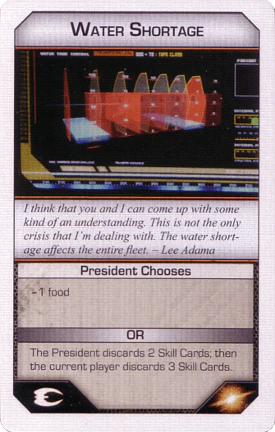 WATER SHORTAGE
I think that you and I can come up with some
kind of an understanding. This is not the only
crisis that I'm dealing with. The water short-
age affects the entire fleet. – Lee Adama
President Chooses
-1 food
OR
The President discards 2 Skill Cards; then
the current player discards 3 Skill Cards.